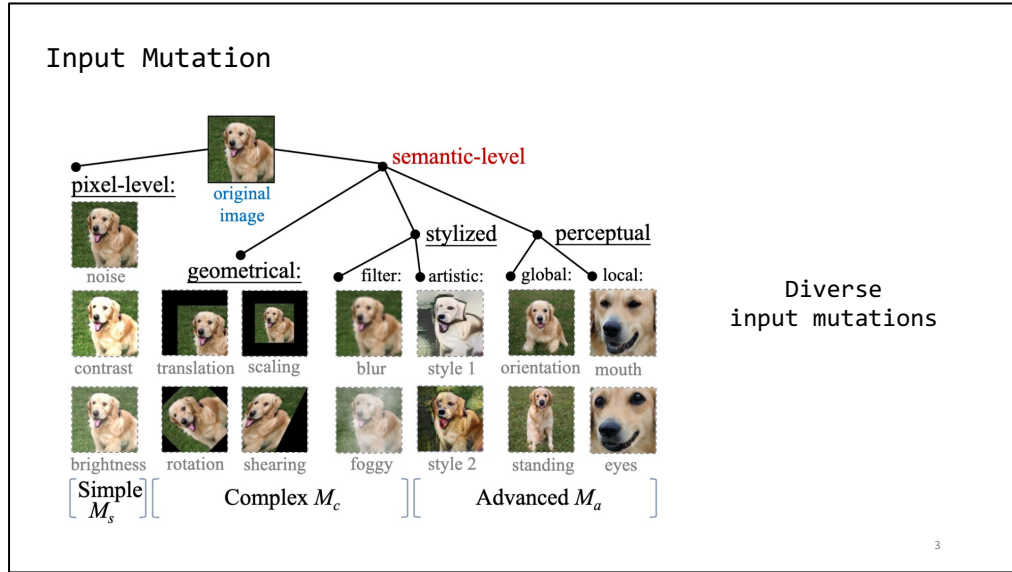 Input Mutation
original
image
semantic-level
pixel-level:
noise
contrast
brightness
geometrical:
translation
scaling
rotation
shearing
stylized
filter:
artistic:
blur
style 1
foggy
style 2
perceptual
global:
local:
orientation
mouth
standing
eyes
Simple
Mₛ
Complex M_c
Advanced Mₐ
Diverse
input mutations
3